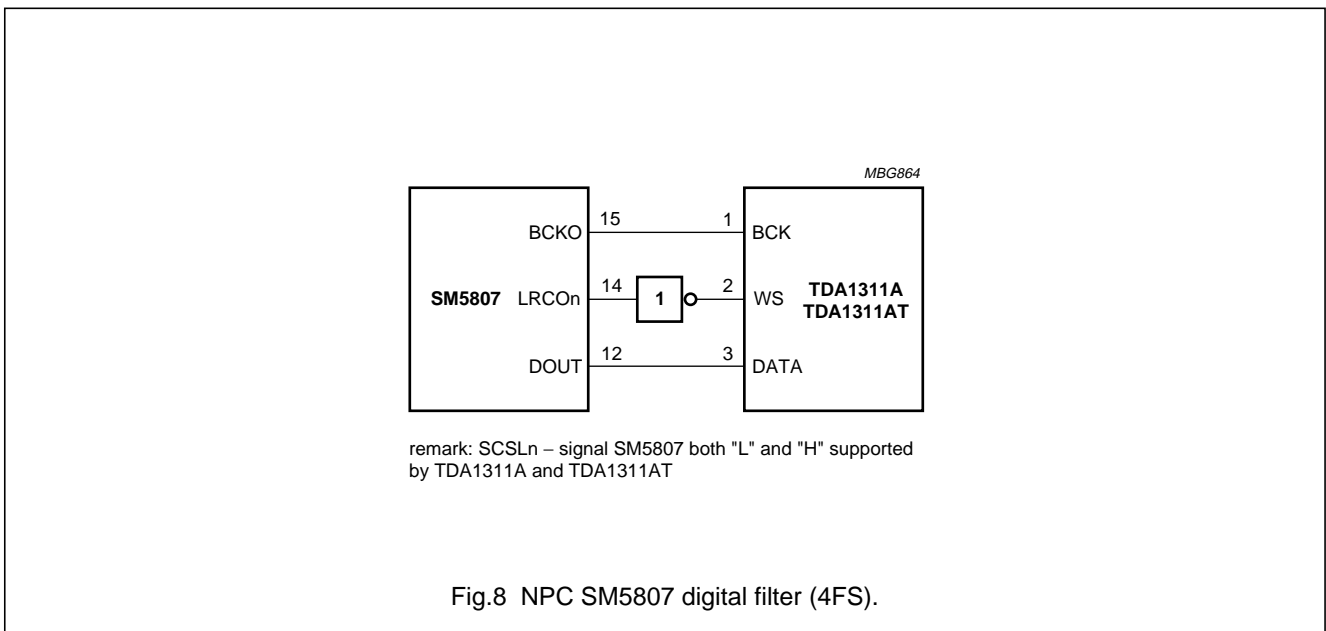 MBG864
BCKO 15 1 BCK
SM5807 LRCOn 14 1 2 WS TDA1311A
TDA1311AT
DOUT 12 3 DATA
remark: SCSLn – signal SM5807 both "L" and "H" supported
by TDA1311A and TDA1311AT
Fig.8 NPC SM5807 digital filter (4FS).